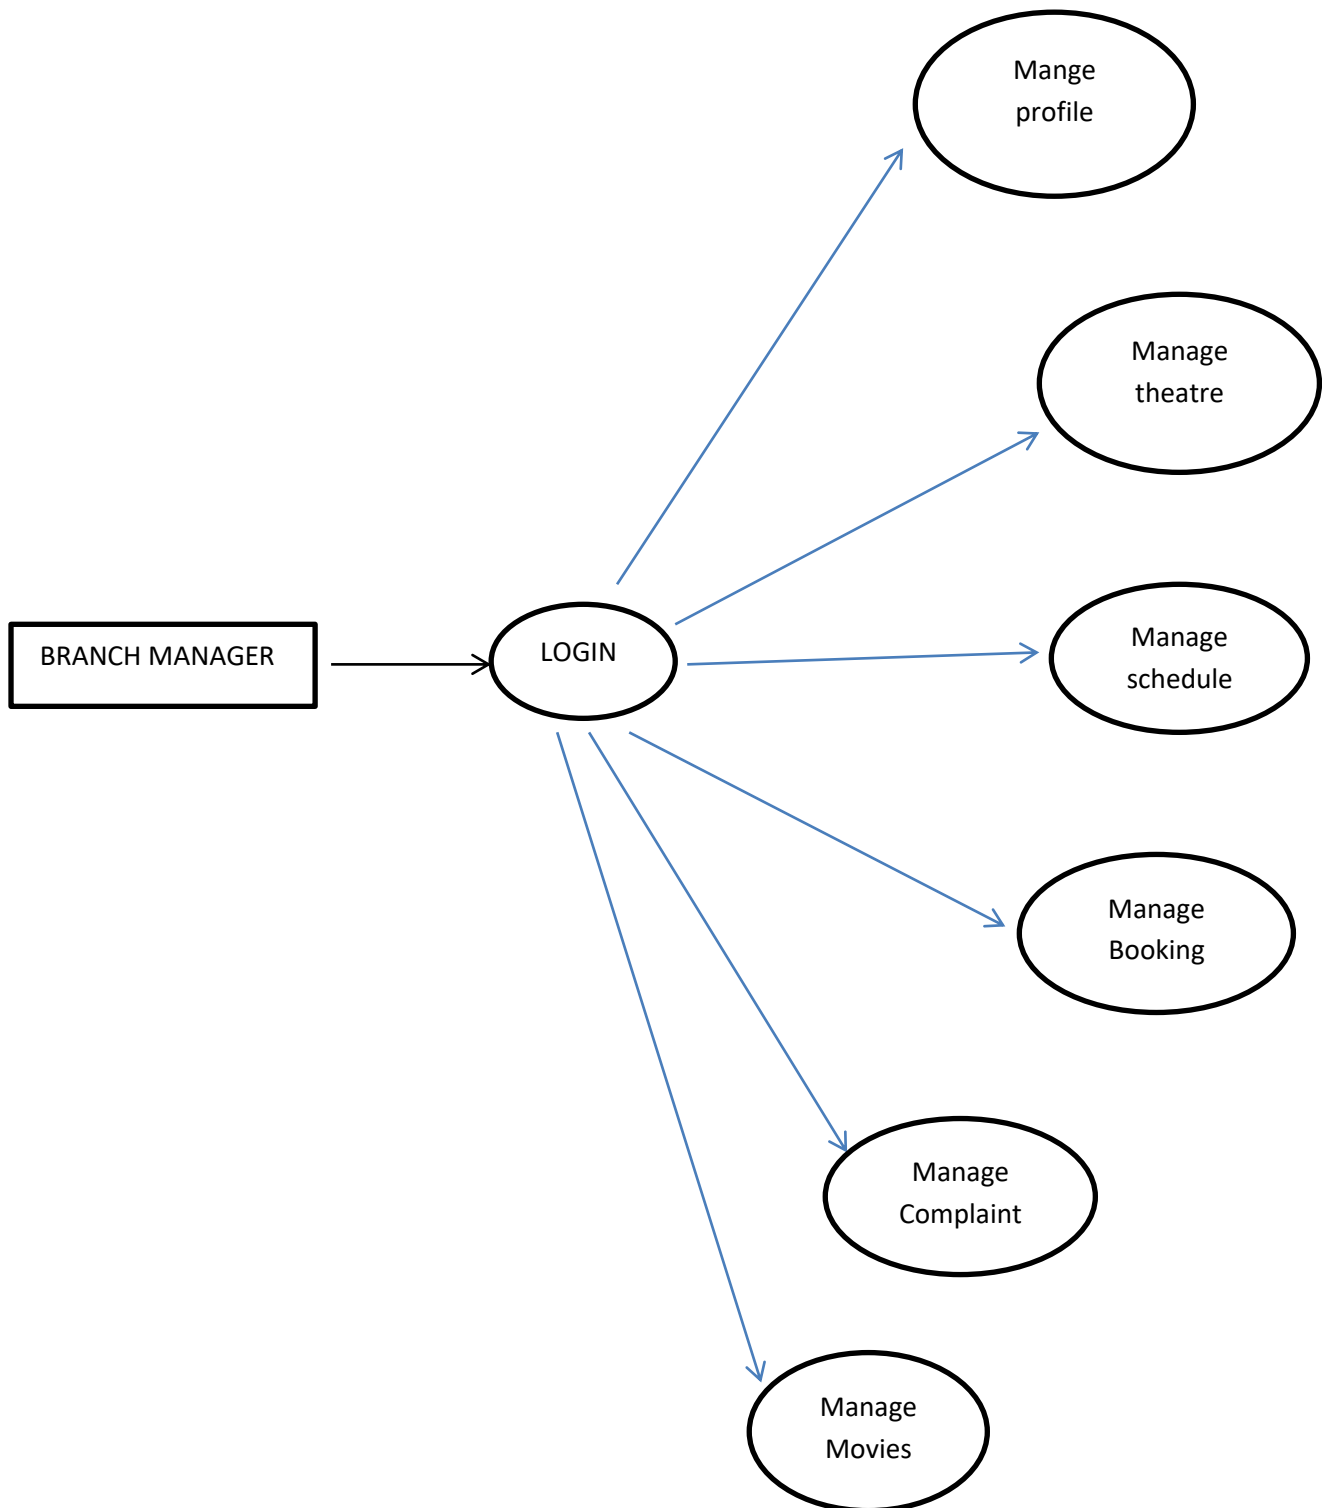 Mange
profile
Manage
theatre
BRANCH MANAGER
LOGIN
Manage
schedule
Manage
Booking
Manage
Complaint
Manage
Movies